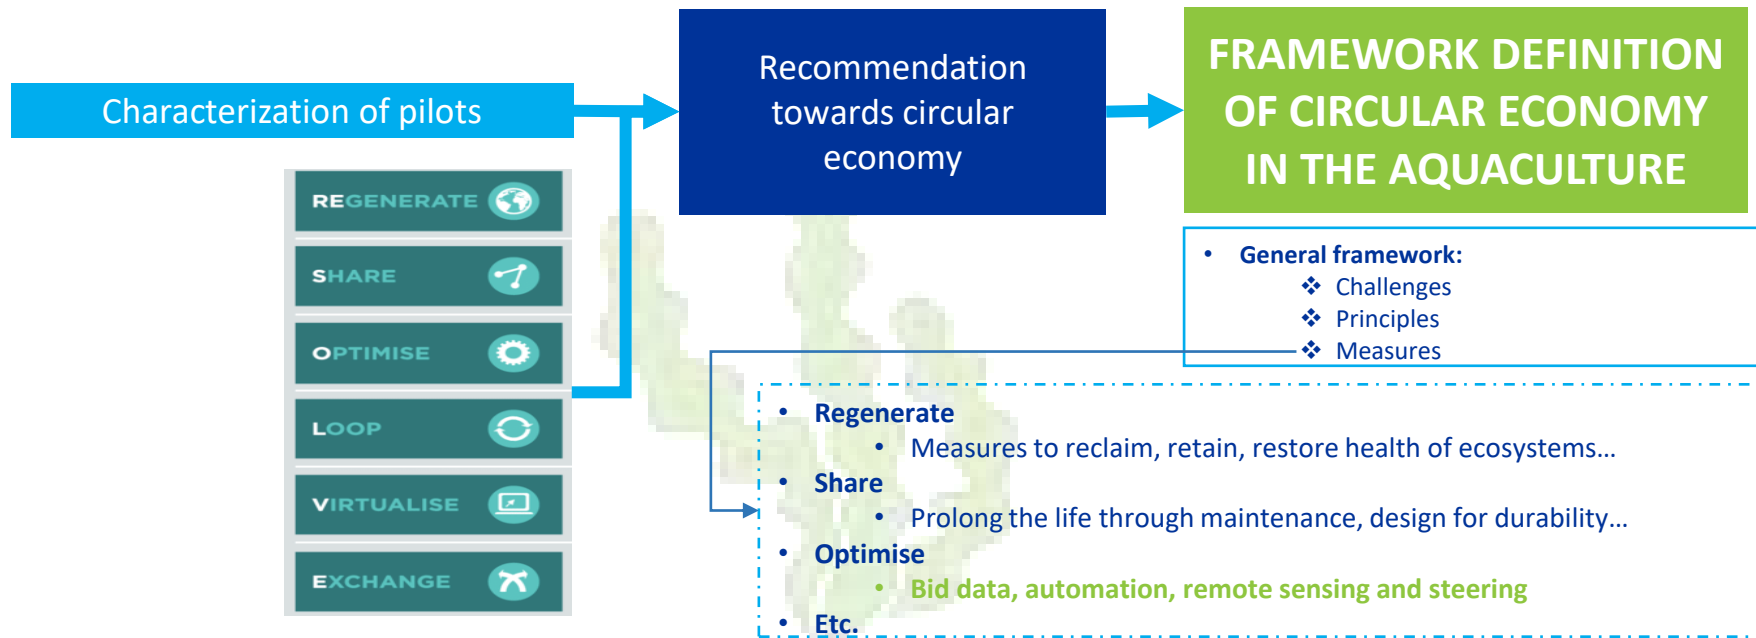 Characterization of pilots
REGENERATE
SHARE
OPTIMISE
LOOP
VIRTUALISE
EXCHANGE
Recommendation
towards circular
economy
FRAMEWORK DEFINITION
OF CIRCULAR ECONOMY
IN THE AQUACULTURE
• General framework:
❖ Challenges
❖ Principles
❖ Measures
• Regenerate
• Measures to reclaim, retain, restore health of ecosystems…
• Share
• Prolong the life through maintenance, design for durability…
• Optimise
• Bid data, automation, remote sensing and steering
• Etc.